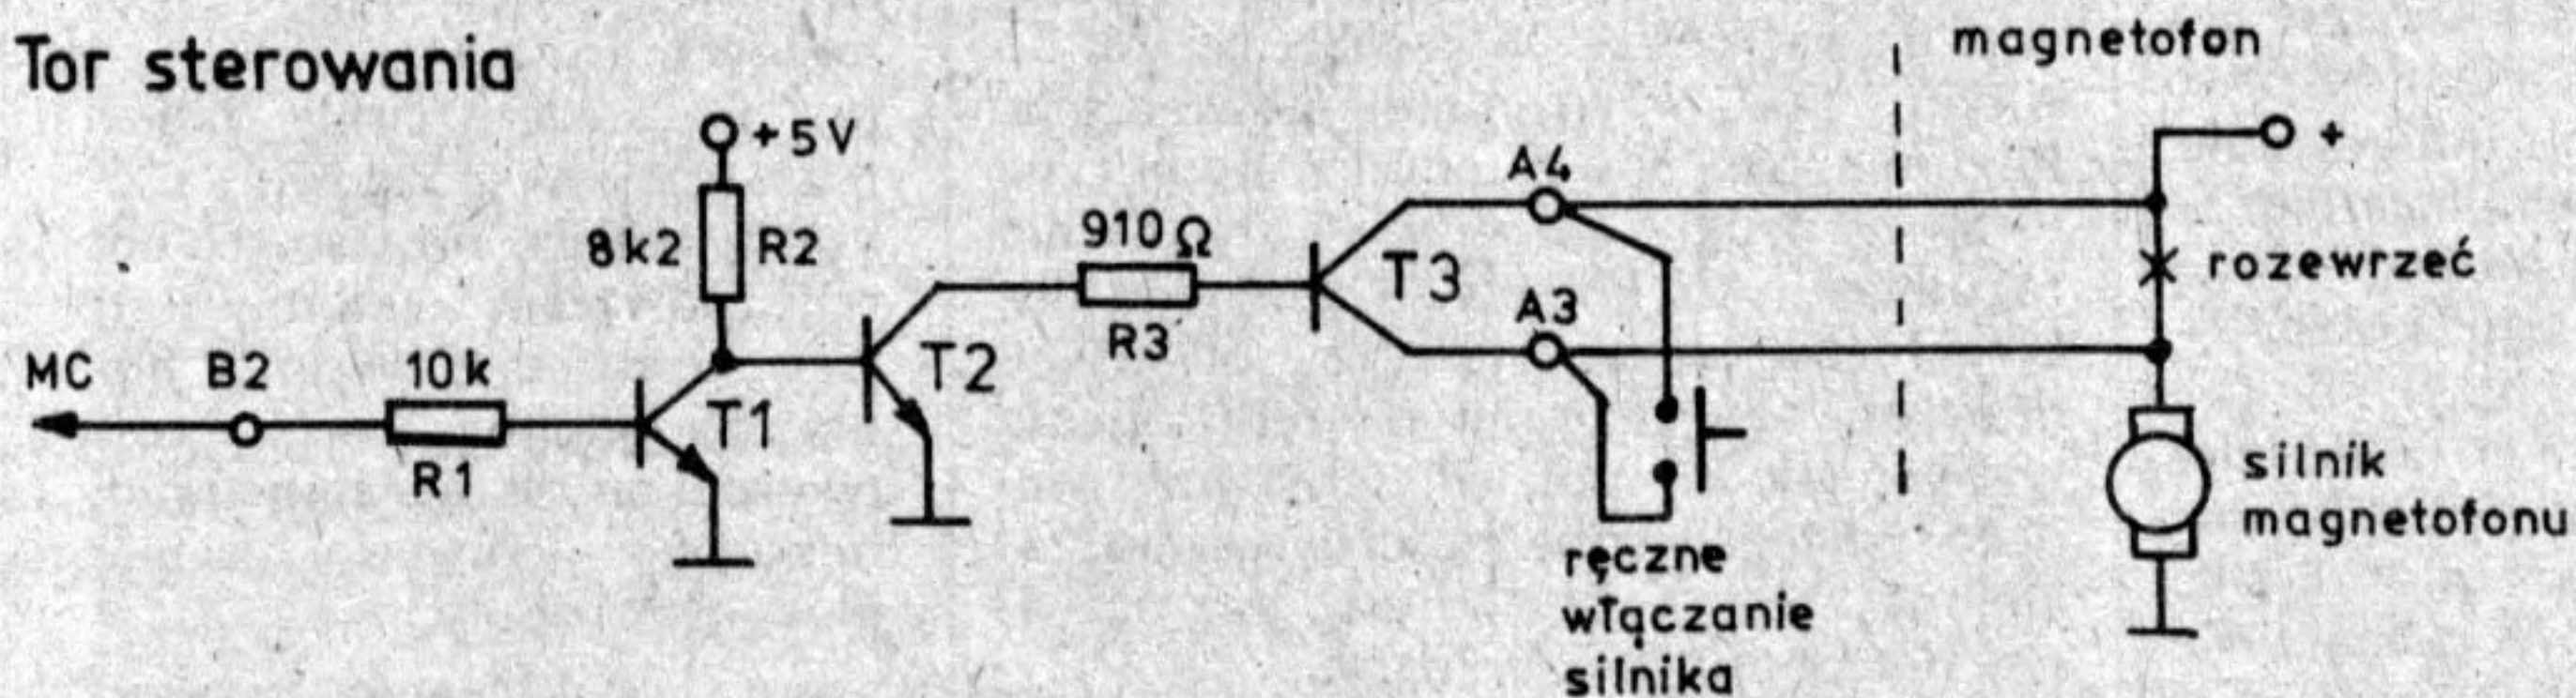 Tor sterowania
magnetofon
+5V
+
A4
8k2
R2
910Ω
T3
rozewrzeć
R3
A3
MC
B2
10k
T2
R1
T1
silnik
magnetofonu
ręczne
włączanie
silnika